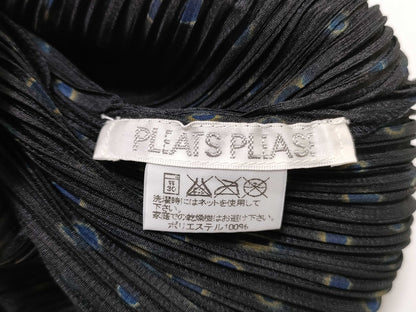 PLEATS PLEASE
洗濯時にはネット使用して
下さい。
家庭での乾燥機はお避け下さい。
ポリエステル100%